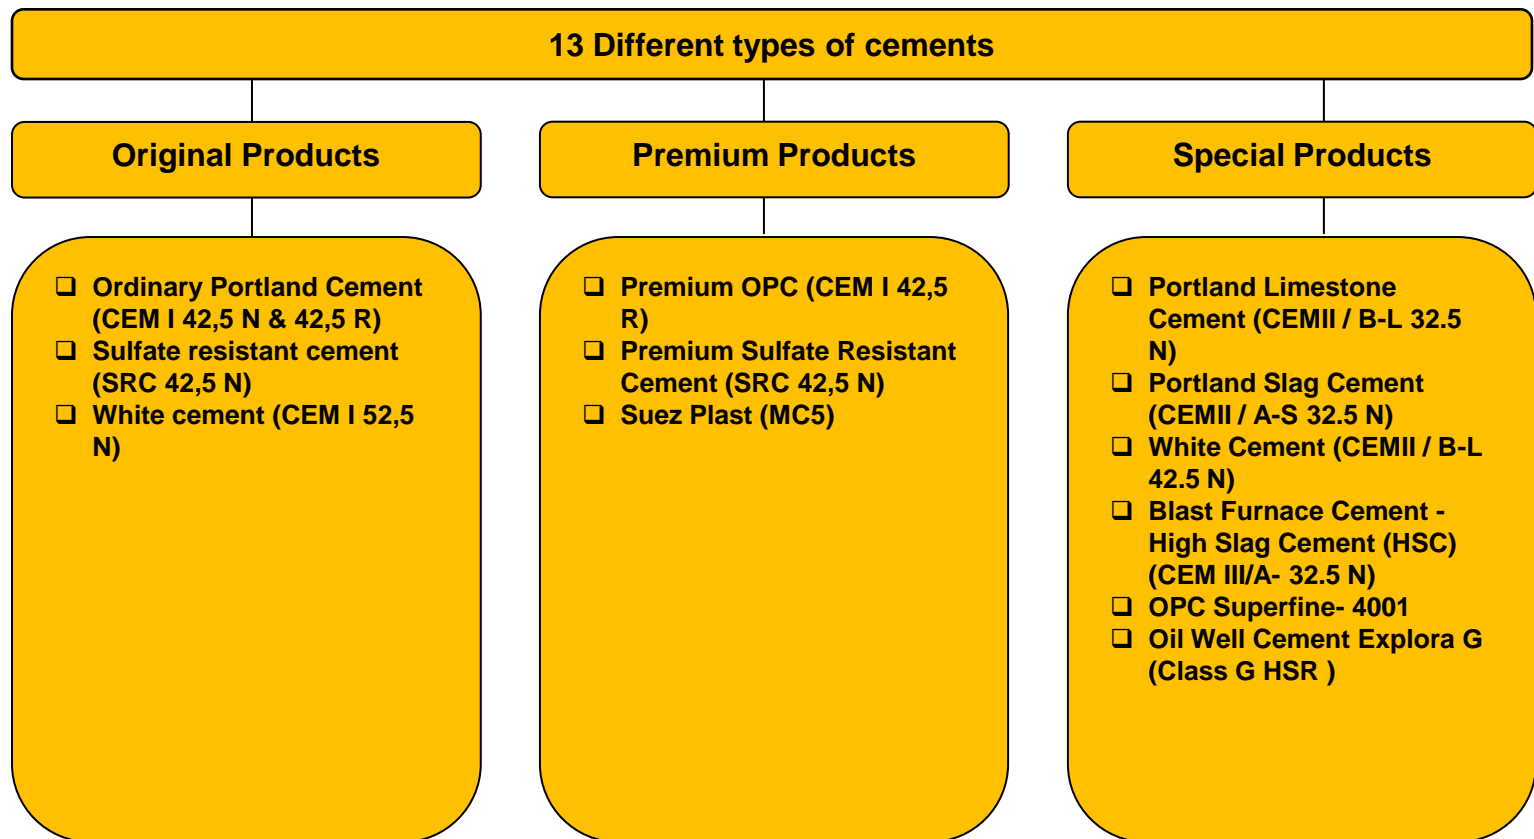 13 Different types of cements
Original Products
❑ Ordinary Portland Cement
(CEM I 42,5 N & 42,5 R)
❑ Sulfate resistant cement
(SRC 42,5 N)
❑ White cement (CEM I 52,5
N)
Premium Products
❑ Premium OPC (CEM I 42,5
R)
❑ Premium Sulfate Resistant
Cement (SRC 42,5 N)
❑ Suez Plast (MC5)
Special Products
❑ Portland Limestone
Cement (CEMII / B-L 32.5
N)
❑ Portland Slag Cement
(CEMII / A-S 32.5 N)
❑ White Cement (CEMII / B-L
42.5 N)
❑ Blast Furnace Cement -
High Slag Cement (HSC)
(CEM III/A- 32.5 N)
❑ OPC Superfine- 4001
❑ Oil Well Cement Explora G
(Class G HSR )